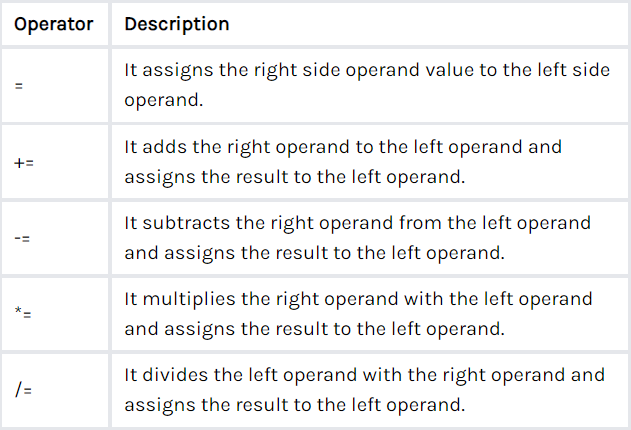 Operator Description
= It assigns the right side operand value to the left side
operand.
+= It adds the right operand to the left operand and
assigns the result to the left operand.
-= It subtracts the right operand from the left operand
and assigns the result to the left operand.
*= It multiplies the right operand with the left operand
and assigns the result to the left operand.
/= It divides the left operand with the right operand and
assigns the result to the left operand.